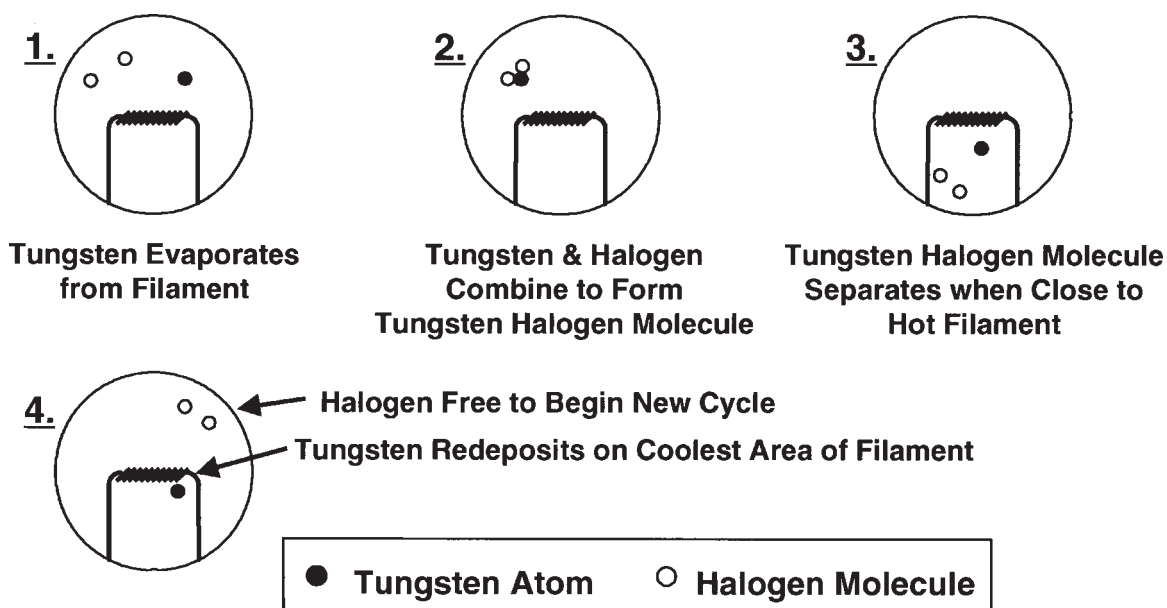 1.
2.
3.
Tungsten Evaporates
from Filament
Tungsten & Halogen
Combine to Form
Tungsten Halogen Molecule
Tungsten Halogen Molecule
Separates when Close to
Hot Filament
4.
Halogen Free to Begin New Cycle
Tungsten Redeposits on Coolest Area of Filament
Tungsten Atom
Halogen Molecule